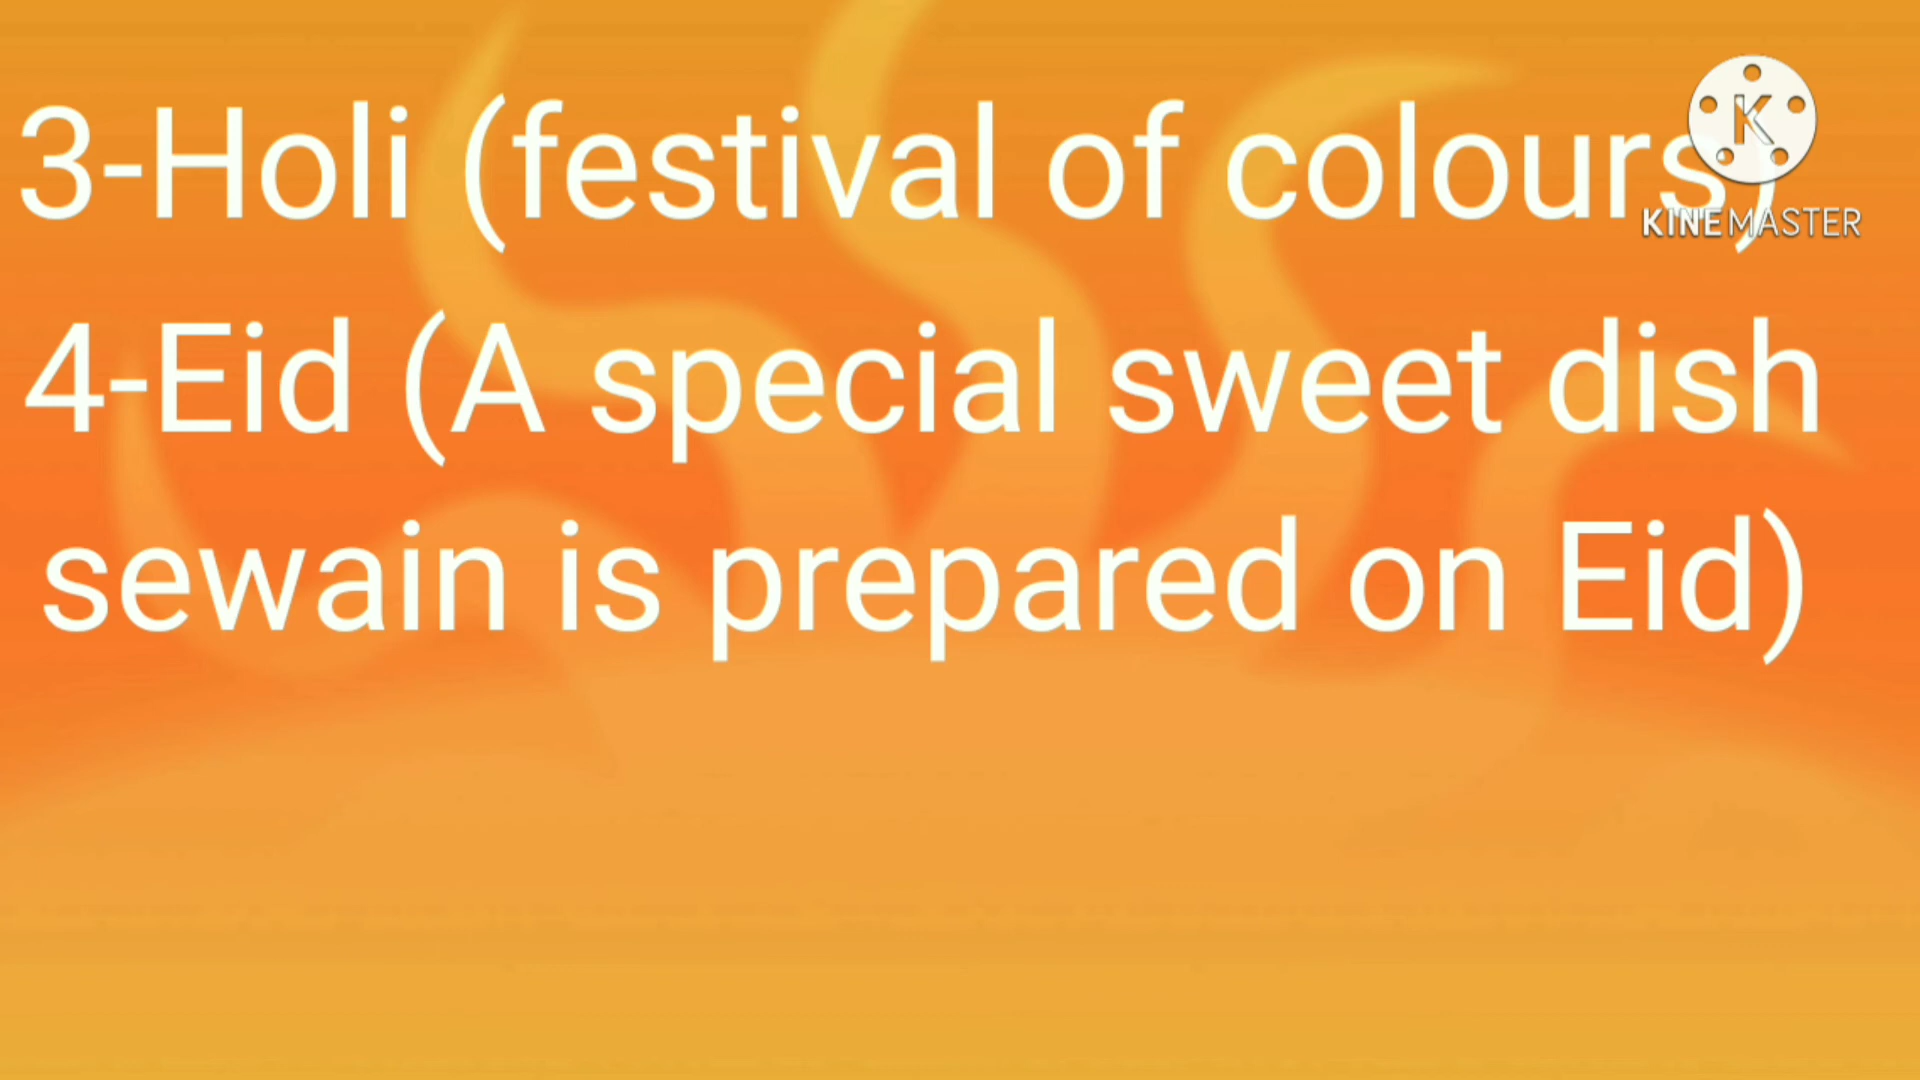 3-Holi (festival of colours)
4-Eid (A special sweet dish
sewain is prepared on Eid)
K
KINEMASTER